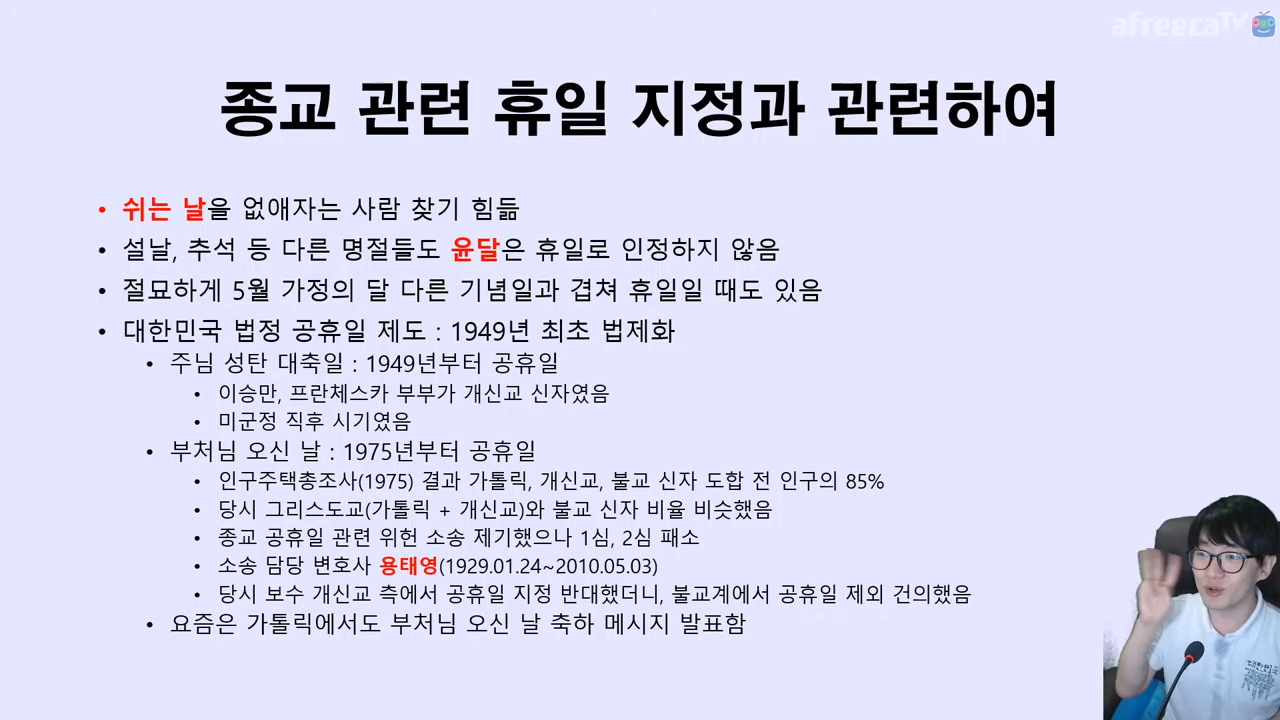 afreecaTV
종교 관련 휴일 지정과 관련하여
• 쉬는 날을 없애자는 사람 찾기 힘듦
• 설날, 추석 등 다른 명절들도 윤달은 휴일로 인정하지 않음
• 절묘하게 5월 가정의 달 다른 기념일과 겹쳐 휴일일 때도 있음
• 대한민국 법정 공휴일 제도 : 1949년 최초 법제화
• 주님 성탄 대축일 : 1949년부터 공휴일
• 이승만, 프란체스카 부부가 개신교 신자였음
• 미군정 직후 시기였음
• 부처님 오신 날 : 1975년부터 공휴일
• 인구주택총조사(1975) 결과 가톨릭, 개신교, 불교 신자 도합 전 인구의 85%
• 당시 그리스도교(가톨릭 + 개신교)와 불교 신자 비율 비슷했음
• 종교 공휴일 관련 위헌 소송 제기했으나 1심, 2심 패소
• 소송 담당 변호사 용태영(1929.01.24~2010.05.03)
• 당시 보수 개신교 측에서 공휴일 지정 반대했더니, 불교계에서 공휴일 제외 건의했음
• 요즘은 가톨릭에서도 부처님 오신 날 축하 메시지 발표함
대한민국